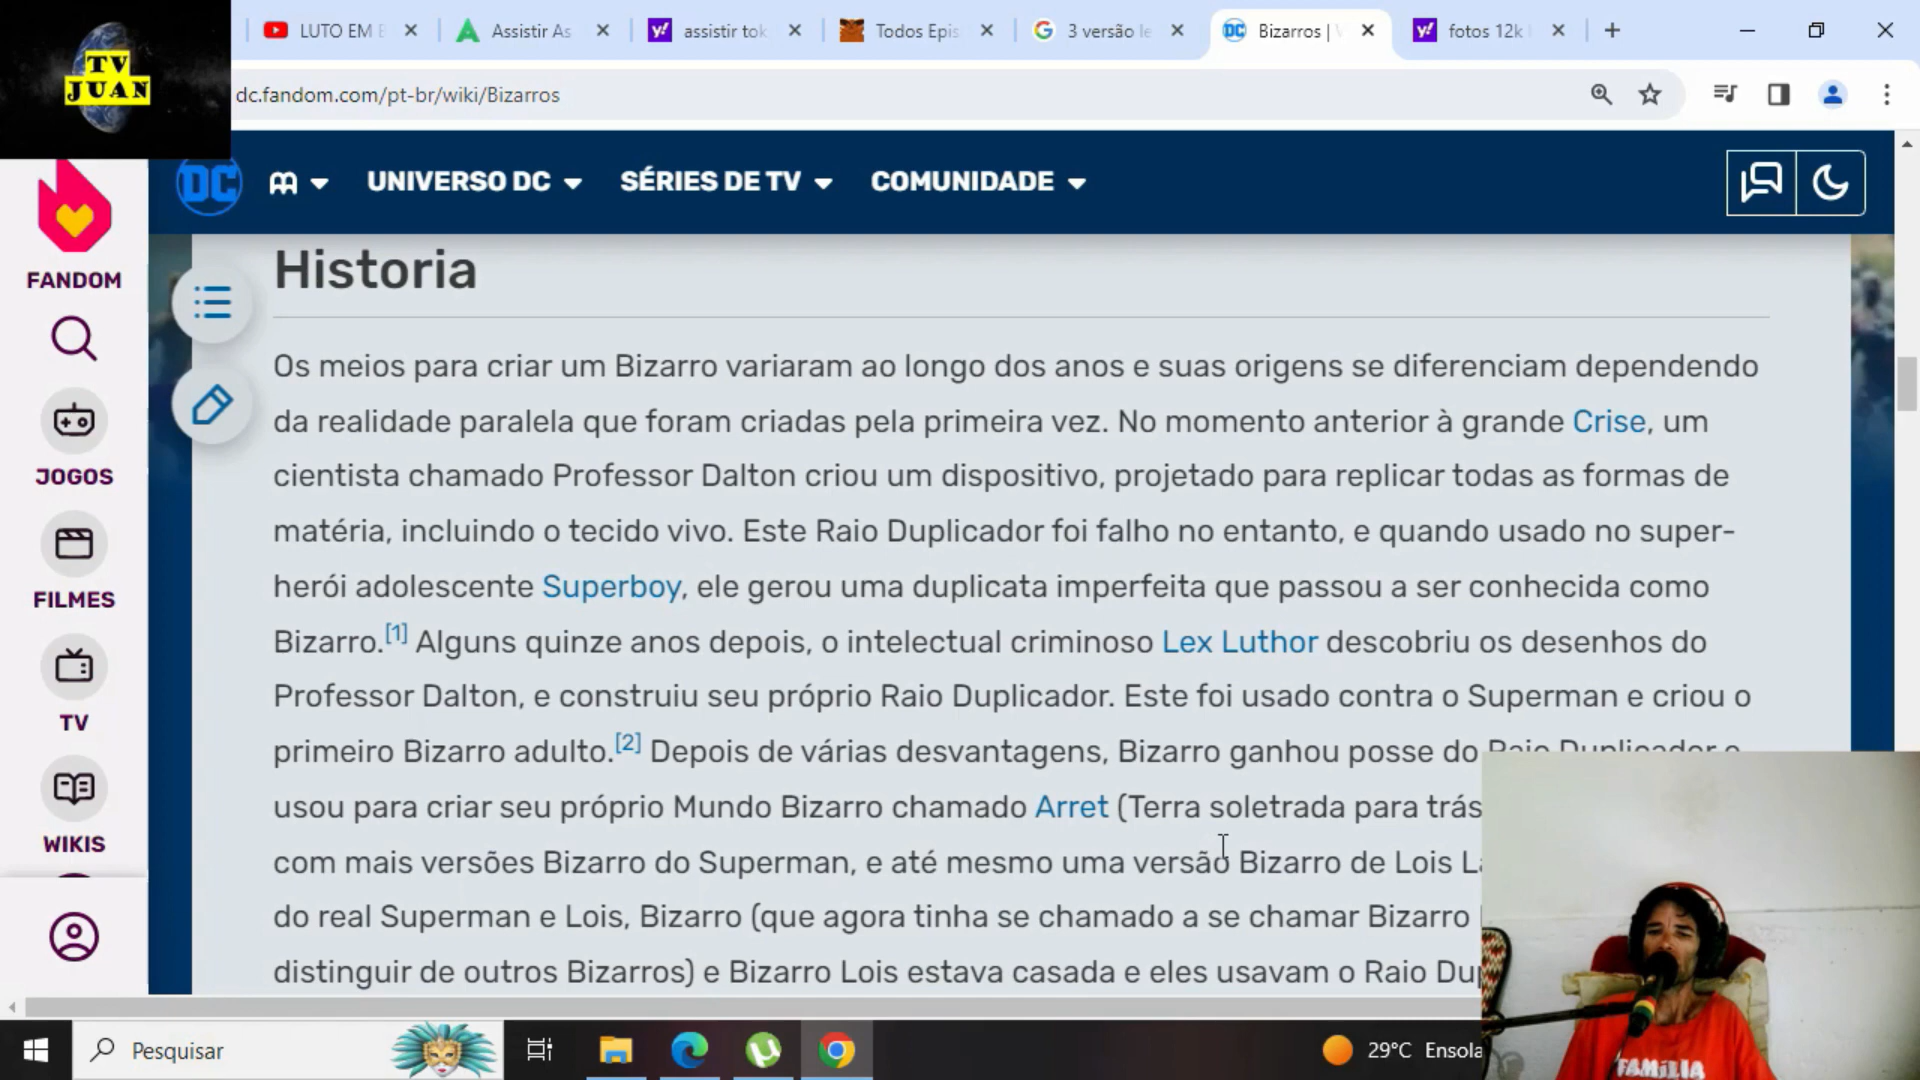 TV
JUAN
LUTO EM
Assistir As
assistir tok
Todos Epis
3 versão le
Bizarros |
fotos 12k
dc.fandom.com/pt-br/wiki/Bizarros
DC
UNIVERSO DC
SÉRIES DE TV
COMUNIDADE
FANDOM
JOGOS
FILMES
TV
WIKIS
Historia
Os meios para criar um Bizarro variaram ao longo dos anos e suas origens se diferenciam dependendo
da realidade paralela que foram criadas pela primeira vez. No momento anterior à grande Crise, um
cientista chamado Professor Dalton criou um dispositivo, projetado para replicar todas as formas de
matéria, incluindo o tecido vivo. Este Raio Duplicador foi falho no entanto, e quando usado no super-
herói adolescente Superboy, ele gerou uma duplicata imperfeita que passou a ser conhecida como
Bizarro.[1] Alguns quinze anos depois, o intelectual criminoso Lex Luthor descobriu os desenhos do
Professor Dalton, e construiu seu próprio Raio Duplicador. Este foi usado contra o Superman e criou o
primeiro Bizarro adulto.[2] Depois de várias desvantagens, Bizarro ganhou posse do Raio Duplicador e
usou para criar seu próprio Mundo Bizarro chamado Arret (Terra soletrada para trás
com mais versões Bizarro do Superman, e até mesmo uma versão Bizarro de Lois
do real Superman e Lois, Bizarro (que agora tinha se chamado a se chamar Bizarro
distinguir de outros Bizarros) e Bizarro Lois estava casada e eles usavam o Raio
Pesquisar
29°C Ensola
FAMÍLIA